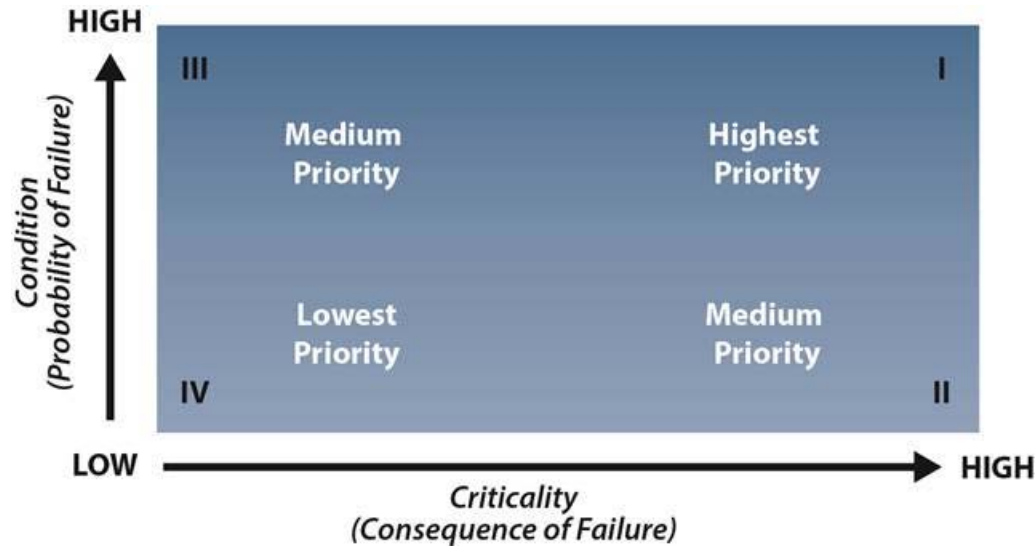 HIGH
III
I
Medium
Priority
Highest
Priority
Condition
(Probability of Failure)
Lowest
Priority
Medium
Priority
IV
II
LOW
HIGH
Criticality
(Consequence of Failure)